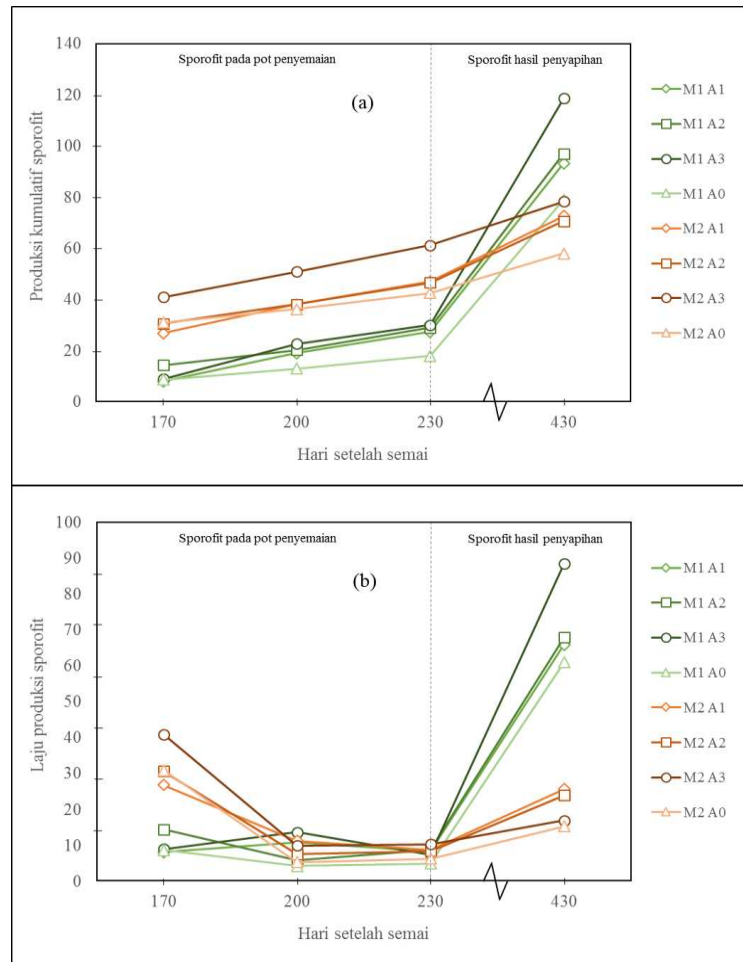 140
120
100
80
60
40
20
0
Produksi kumulatif sporofit
Sporofit pada pot penyemaian
Sporofit hasil penyapihan
(a)
170
200
230
430
Hari setelah semai
M1 A1
M1 A2
M1 A3
M1 A0
M2 A1
M2 A2
M2 A3
M2 A0
100
90
80
70
60
50
40
30
20
10
0
Laju produksi sporofit
Sporofit pada pot penyemaian
Sporofit hasil penyapihan
(b)
170
200
230
430
Hari setelah semai
M1 A1
M1 A2
M1 A3
M1 A0
M2 A1
M2 A2
M2 A3
M2 A0